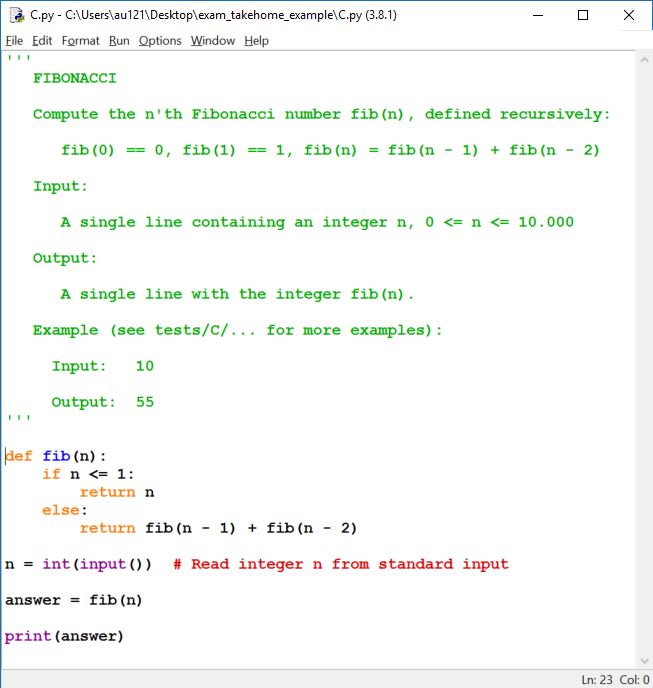 C.py - C:\Users\au121\Desktop\exam_takehome_example\C.py (3.8.1)
File Edit Format Run Options Window Help
'''
   FIBONACCI
   Compute the n'th Fibonacci number fib(n), defined recursively:
      fib(0) == 0, fib(1) == 1, fib(n) = fib(n - 1) + fib(n - 2)
   Input:
      A single line containing an integer n, 0 <= n <= 10.000
   Output:
      A single line with the integer fib(n).
   Example (see tests/C/... for more examples):
     Input:   10
     Output:  55
'''
def fib(n):
    if n <= 1:
        return n
    else:
        return fib(n - 1) + fib(n - 2)
n = int(input())  # Read integer n from standard input
answer = fib(n)
print(answer)
Ln: 23 Col: 0